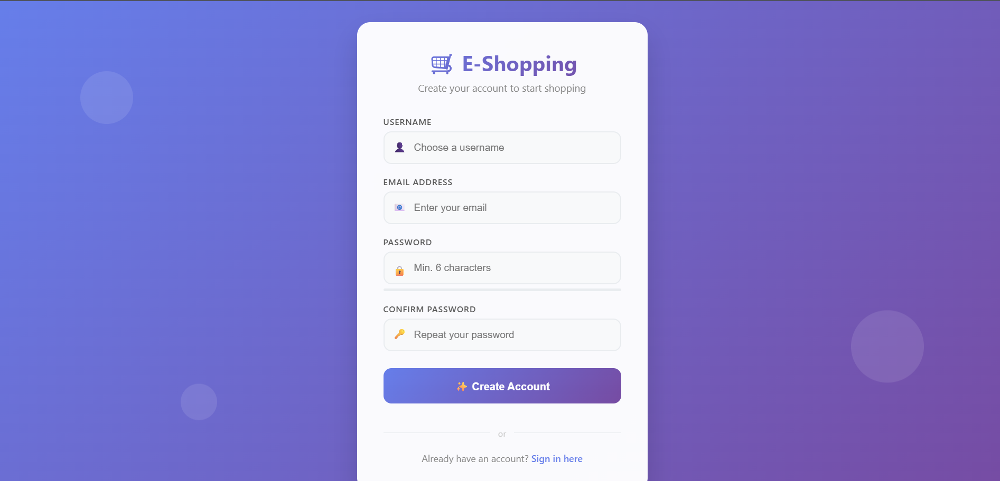 E-Shopping
Create your account to start shopping
USERNAME
Choose a username
EMAIL ADDRESS
Enter your email
PASSWORD
Min. 6 characters
CONFIRM PASSWORD
Repeat your password
✨ Create Account
or
Already have an account? Sign in here